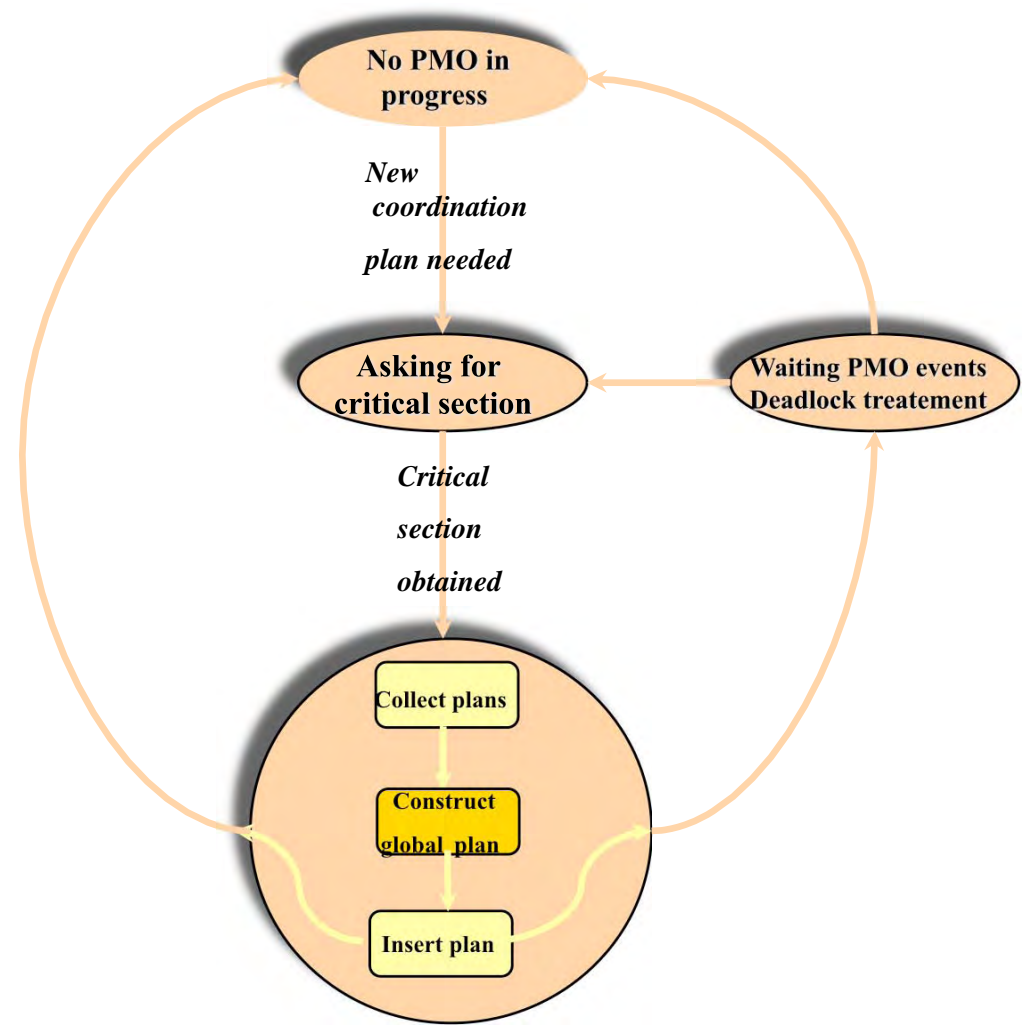 No PMO in
progress
New
coordination
plan needed
Asking for
critical section
Waiting PMO events
Deadlock treatement
Critical
section
obtained
Collect plans
Construct
global plan
Insert plan